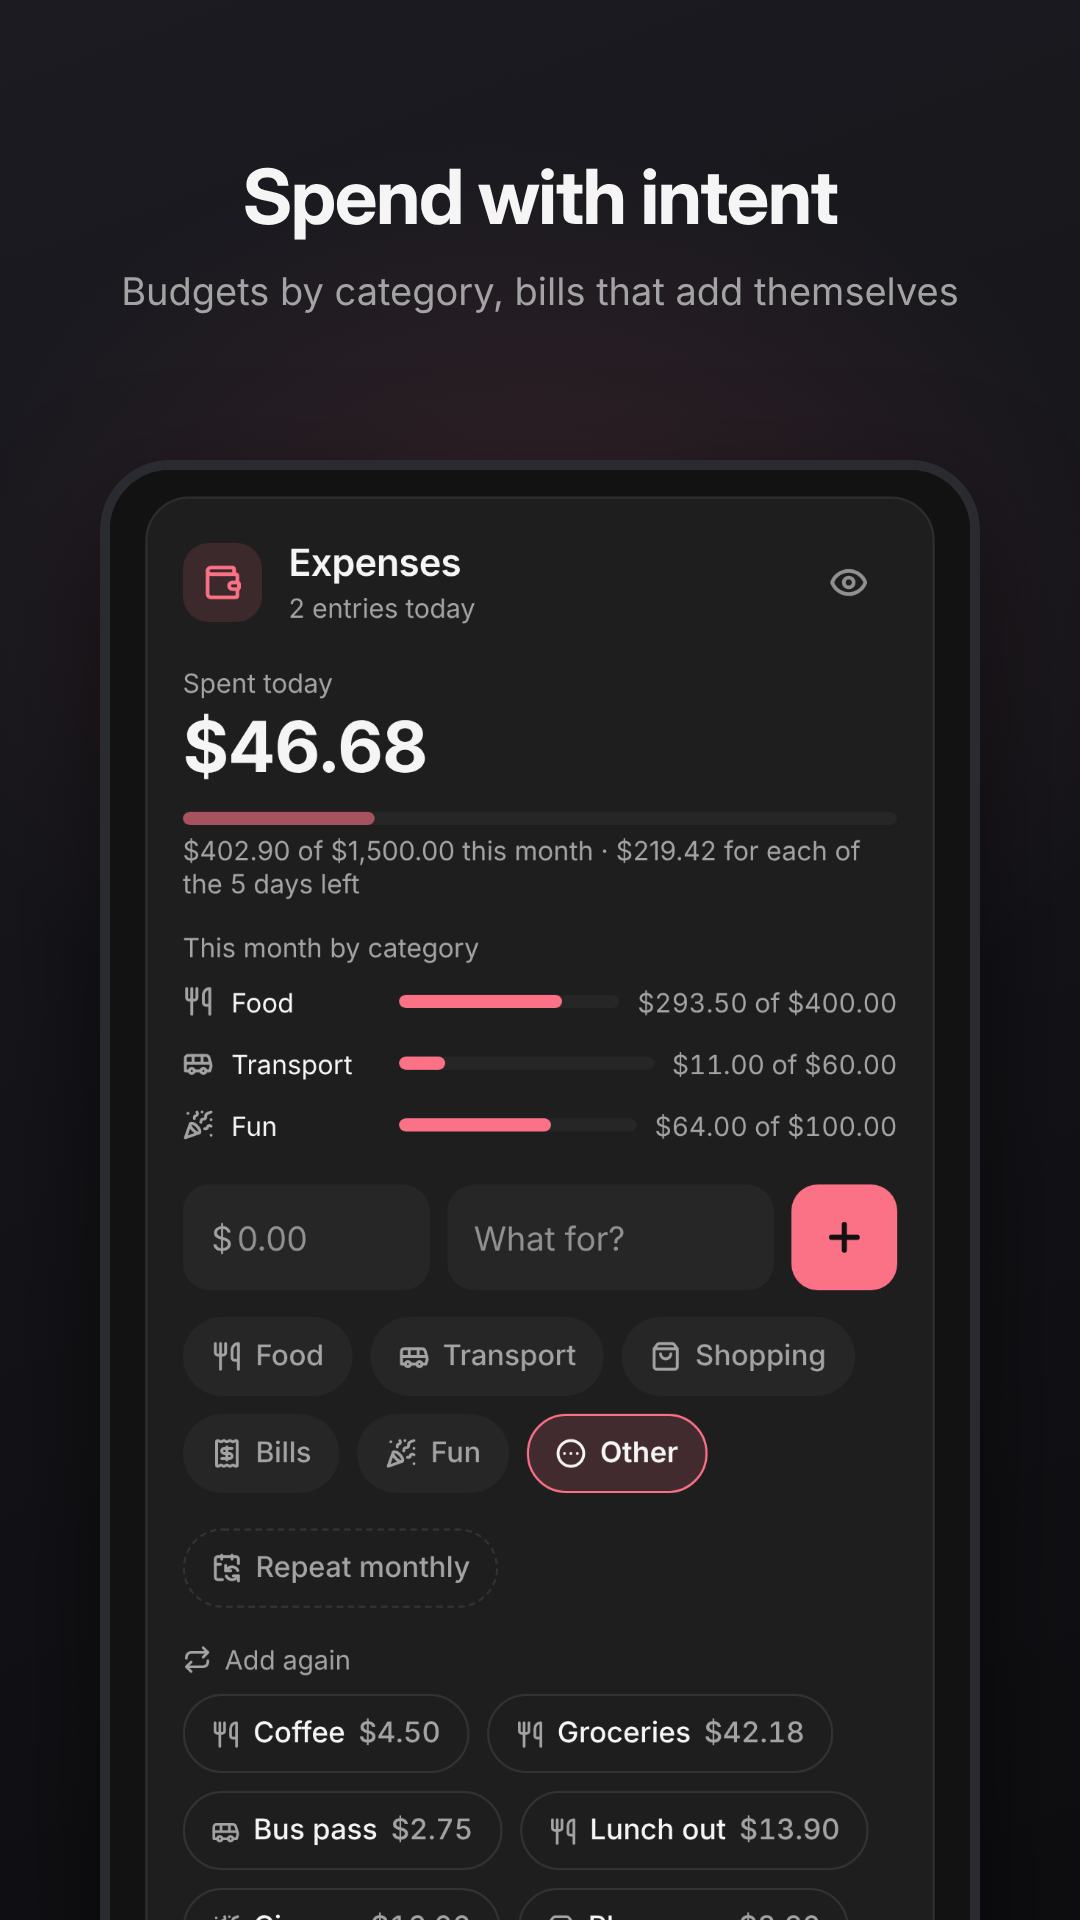 Spend with intent
Budgets by category, bills that add themselves
Expenses
2 entries today
Spent today
$46.68
$402.90 of $1,500.00 this month · $219.42 for each of
the 5 days left
This month by category
Food $293.50 of $400.00
Transport $11.00 of $60.00
Fun $64.00 of $100.00
$ 0.00 What for? +
Food Transport Shopping
Bills Fun Other
Repeat monthly
Add again
Coffee $4.50 Groceries $42.18
Bus pass $2.75 Lunch out $13.90